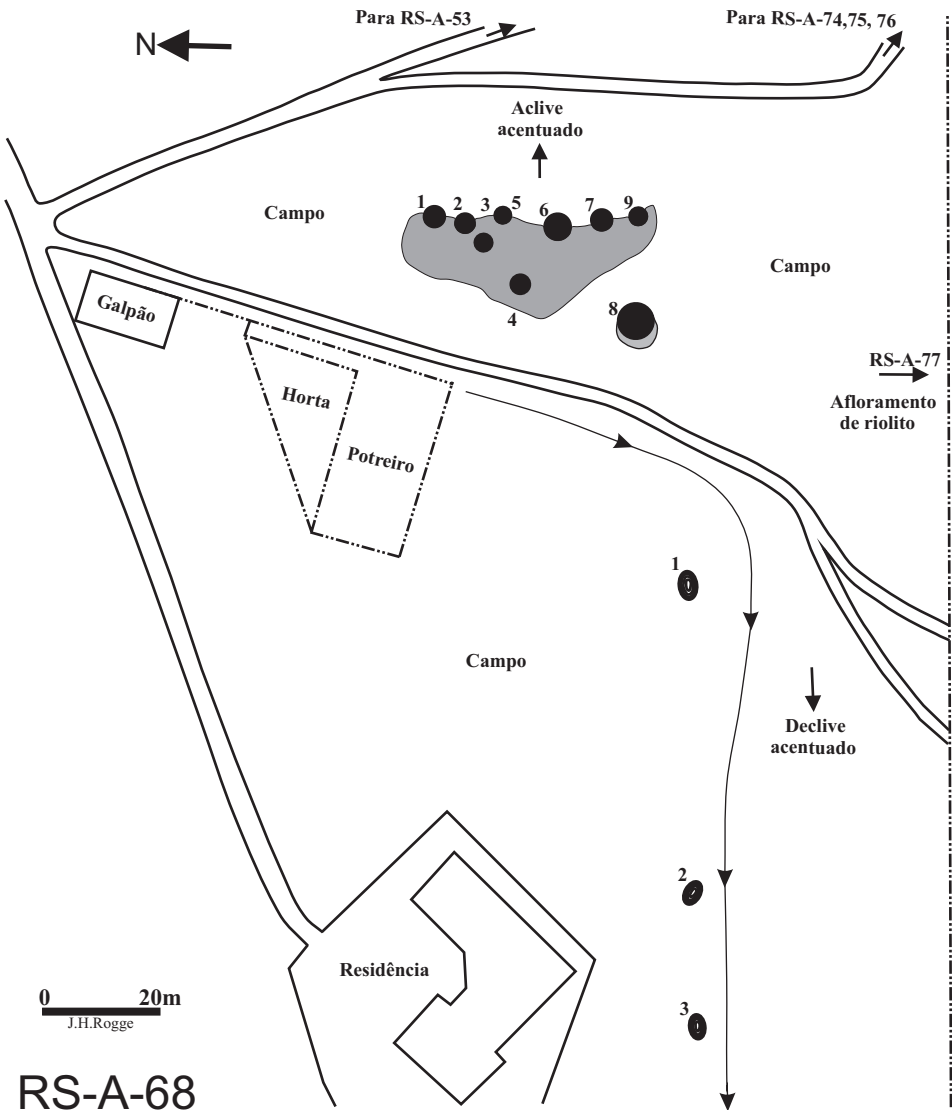 Para RS-A-53
Para RS-A-74,75, 76
N
Aclive
acentuado
1
2
3
5
6
7
9
Campo
Campo
Galpão
4
8
RS-A-77
Horta
Afloramento
de riolito
Potreiro
1
Campo
Declive
acentuado
2
Residência
0
20m
J.H.Rogge
3
RS-A-68